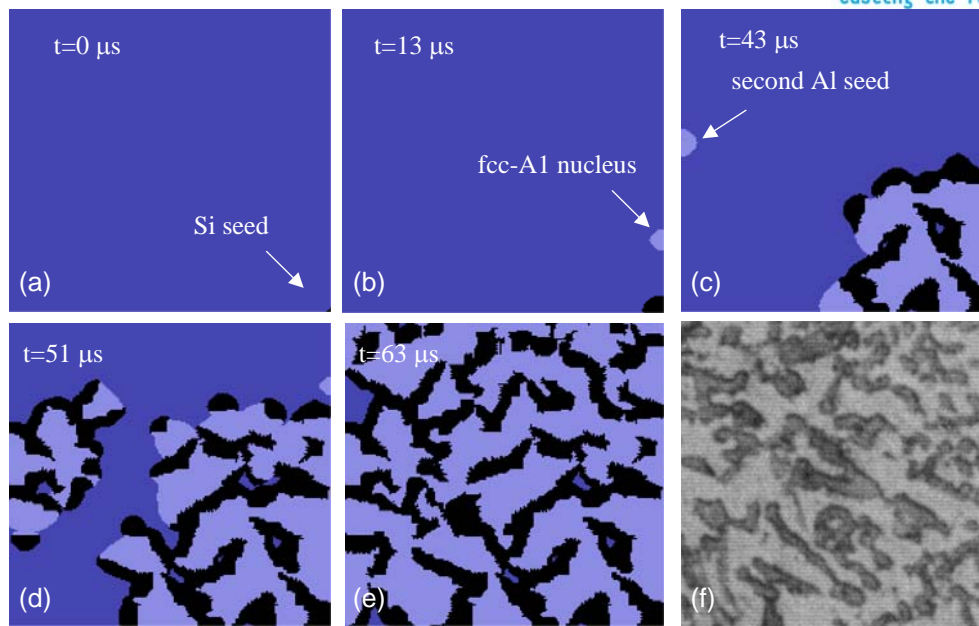 t=0 μs
Si seed
(a)
t=13 μs
fcc-A1 nucleus
(b)
t=43 μs
second Al seed
(c)
t=51 μs
(d)
t=63 μs
(e)
(f)